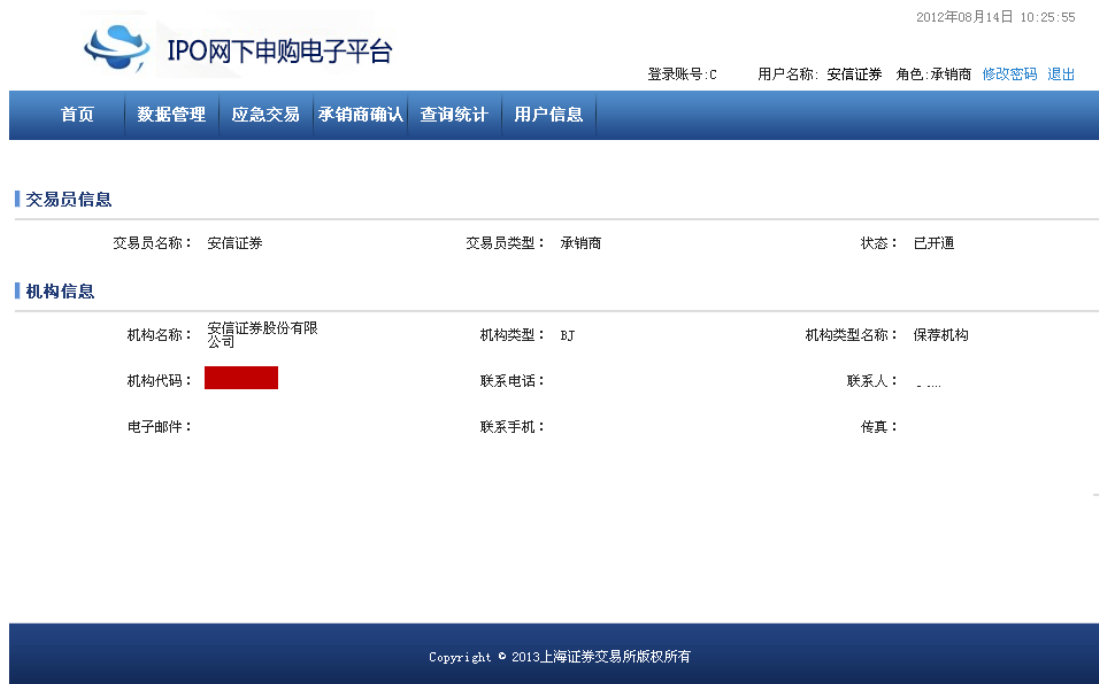 2012年08月14日 10:25:55
IPO网下申购电子平台
登录账号:C 用户名称: 安信证券 角色:承销商 修改密码 退出
首页 数据管理 应急交易 承销商确认 查询统计 用户信息
交易员信息
交易员名称： 安信证券 交易员类型： 承销商 状态： 已开通
机构信息
机构名称： 安信证券股份有限
公司
机构类型： BJ 机构类型名称： 保荐机构
机构代码： 联系电话： 联系人：
电子邮件： 联系手机： 传真：
Copyright © 2013上海证券交易所版权所有